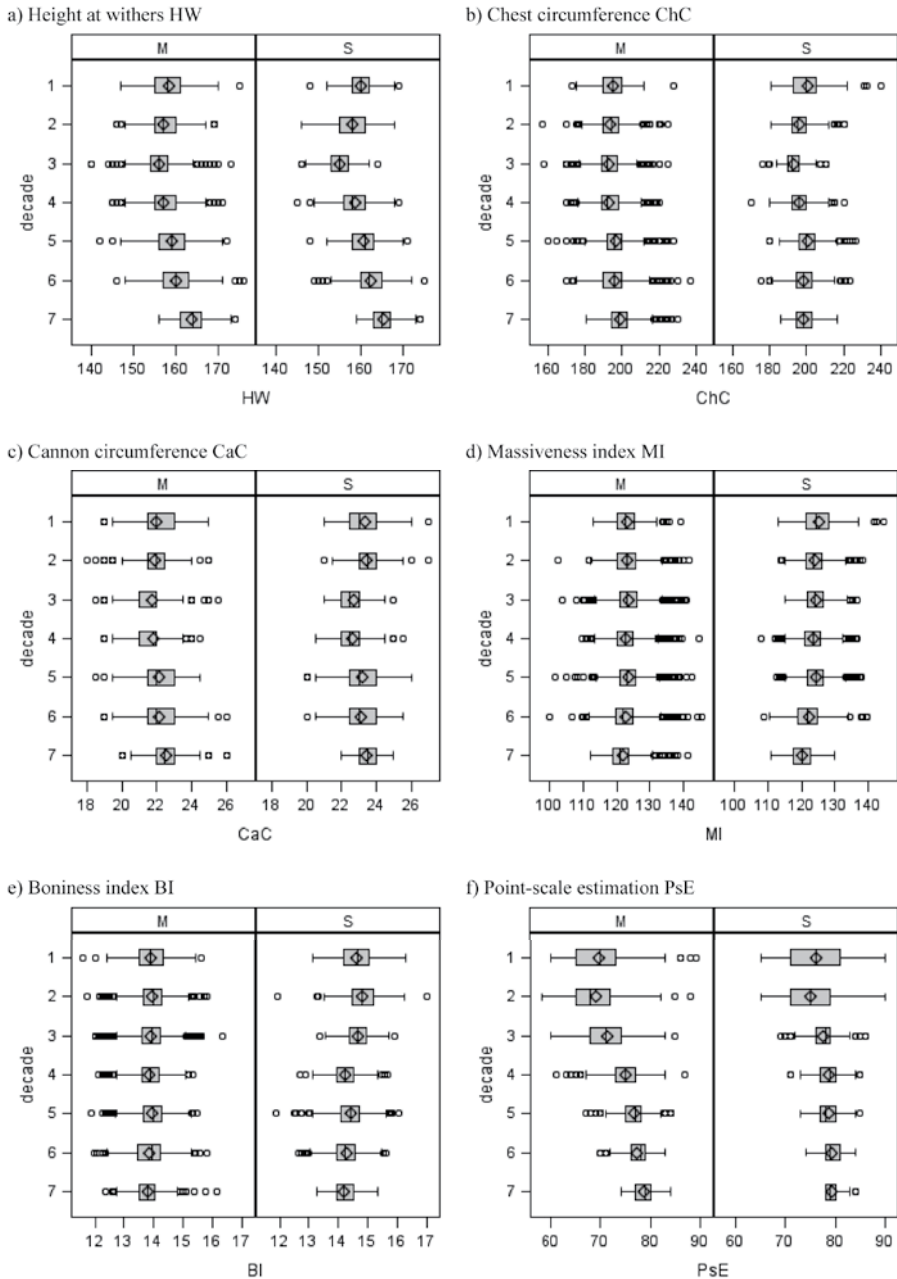 a) Height at withers HW
b) Chest circumference ChC
M S
M S
decade
1
2
3
4
5
6
7
140 150 160 170 140 150 160 170
HW
decade
1
2
3
4
5
6
7
160 180 200 220 240 160 180 200 220 240
ChC
c) Cannon circumference CaC
d) Massiveness index MI
M S
M S
decade
1
2
3
4
5
6
7
18 20 22 24 26 18 20 22 24 26
CaC
decade
1
2
3
4
5
6
7
100 110 120 130 140 100 110 120 130 140
MI
e) Boniness index BI
f) Point-scale estimation PsE
M S
M S
decade
1
2
3
4
5
6
7
12 13 14 15 16 17 12 13 14 15 16 17
BI
decade
1
2
3
4
5
6
7
60 70 80 90 60 70 80 90
PsE